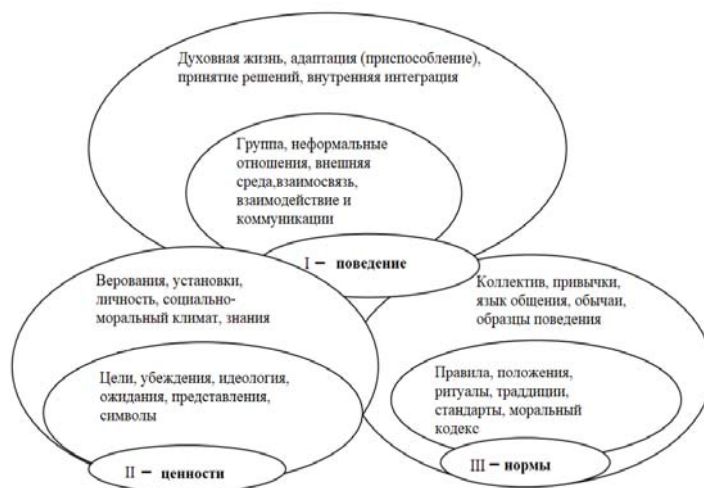 Духовная жизнь, адаптация (приспособление),
принятие решений, внутренняя интеграция
Группа, неформальные
отношения, внешняя
среда,взаимосвязь,
взаимодействие и
коммуникации
I – поведение
Верования, установки,
личность, социально-
моральный климат, знания
Цели, убеждения, идеология,
ожидания, представления,
символы
II – ценности
Коллектив, привычки,
язык общения, обычаи,
образцы поведения
Правила, положения,
ритуалы, траддиции,
стандарты, моральный
кодекс
III – нормы